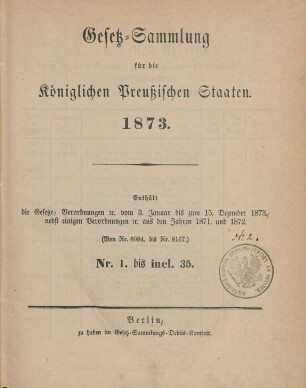 Gesetz-Sammlung
für die
Königlichen Preußischen Staaten.
1873.
Enthält
die Gesetze, Verordnungen ꝛc. vom 3. Januar bis zum 15. Dezember 1873,
nebst einigen Verordnungen ꝛc. aus den Jahren 1871. und 1872.
(Von Nr. 8084. bis Nr. 8167.)
Nr. 1. bis incl. 35.
Berlin,
zu haben im Gesetz-Sammlungs-Debits-Komtoir.